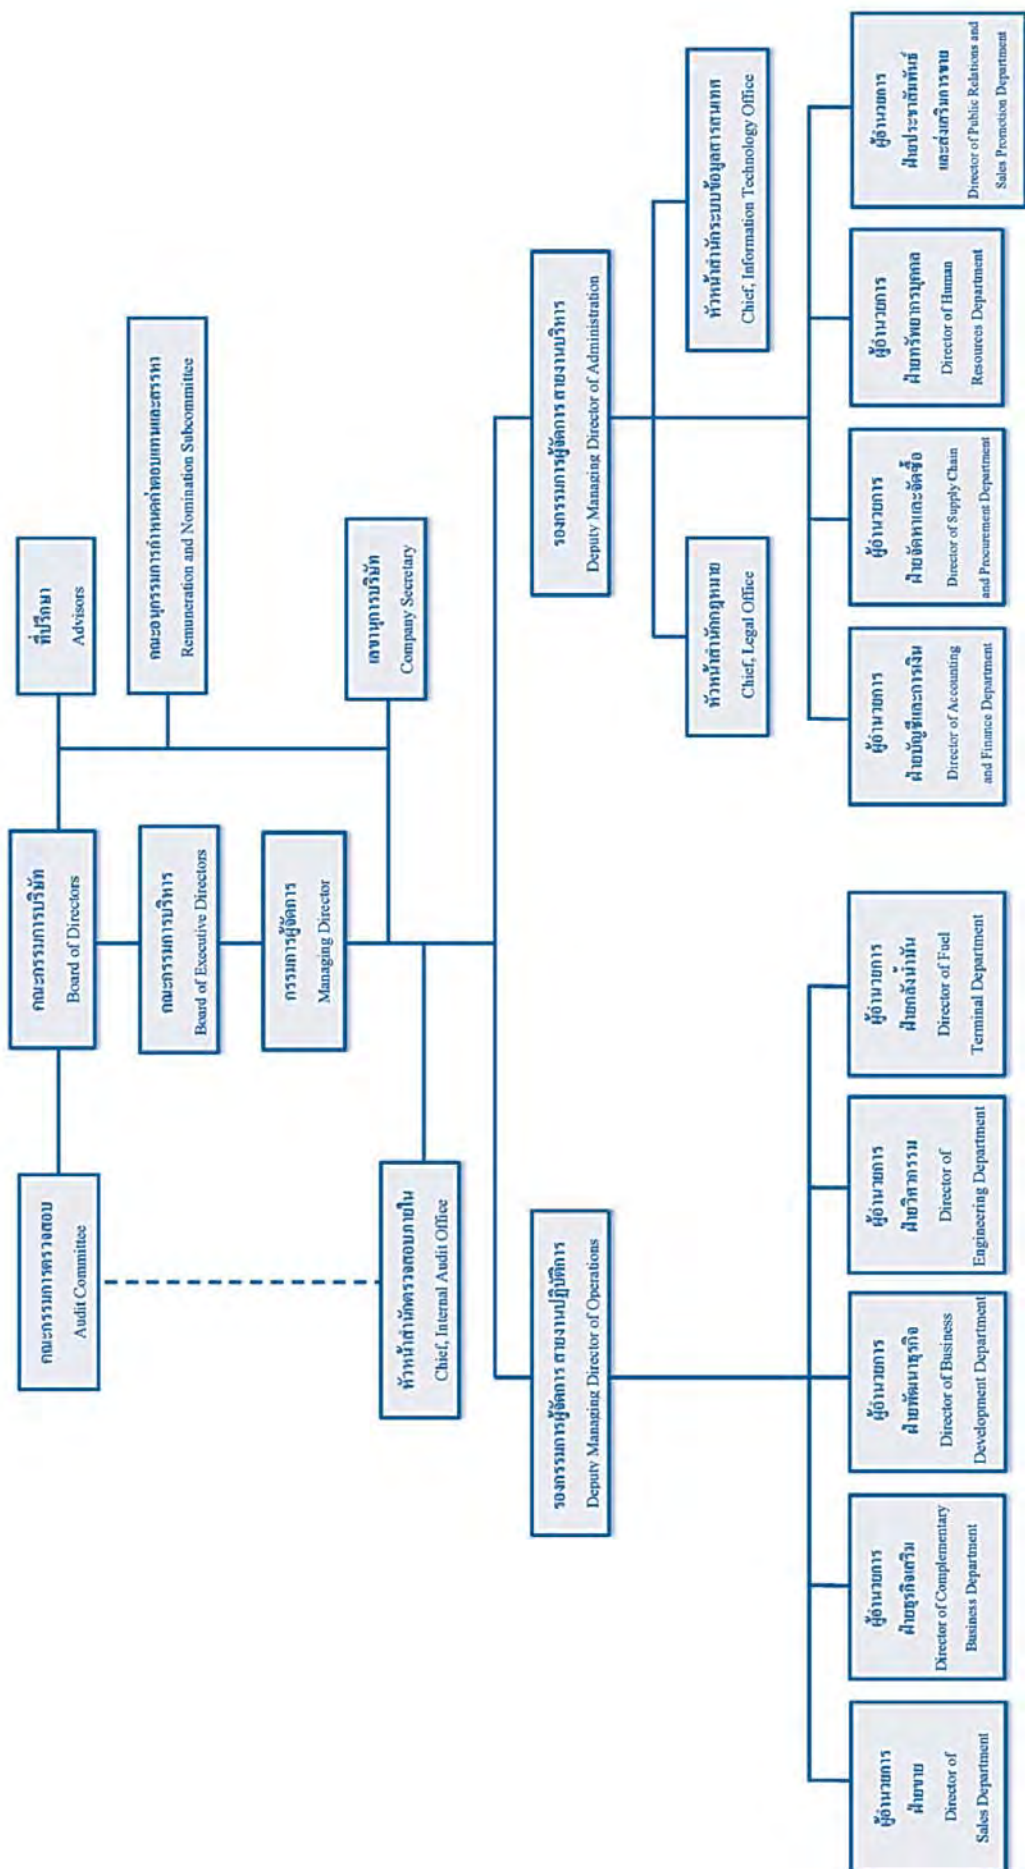 คณะกรรมการบริษัท
Board of Directors
ที่ปรึกษา
Advisors
คณะกรรมการตรวจสอบ
Audit Committee
คณะอนุกรรมการกำหนดค่าตอบแทนและสรรหา
Remuneration and Nomination Subcommittee
คณะกรรมการบริหาร
Board of Executive Directors
กรรมการผู้จัดการ
Managing Director
เลขานุการบริษัท
Company Secretary
หัวหน้าสำนักตรวจสอบภายใน
Chief, Internal Audit Office
รองกรรมการผู้จัดการ สายงานปฏิบัติการ
Deputy Managing Director of Operations
รองกรรมการผู้จัดการ สายงานบริหาร
Deputy Managing Director of Administration
หัวหน้าสำนักกฎหมาย
Chief, Legal Office
หัวหน้าสำนักระบบข้อมูลสารสนเทศ
Chief, Information Technology Office
ผู้อำนวยการ
ฝ่ายขาย
Director of
Sales Department
ผู้อำนวยการ
ฝ่ายธุรกิจเสริม
Director of Complementary
Business Department
ผู้อำนวยการ
ฝ่ายพัฒนาธุรกิจ
Director of Business
Development Department
ผู้อำนวยการ
ฝ่ายวิศวกรรม
Director of
Engineering Department
ผู้อำนวยการ
ฝ่ายคลังน้ำมัน
Director of Fuel
Terminal Department
ผู้อำนวยการ
ฝ่ายบัญชีและการเงิน
Director of Accounting
and Finance Department
ผู้อำนวยการ
ฝ่ายจัดหาและจัดซื้อ
Director of Supply Chain
and Procurement Department
ผู้อำนวยการ
ฝ่ายทรัพยากรบุคคล
Director of Human
Resources Department
ผู้อำนวยการ
ฝ่ายประชาสัมพันธ์
และส่งเสริมการขาย
Director of Public Relations and
Sales Promotion Department